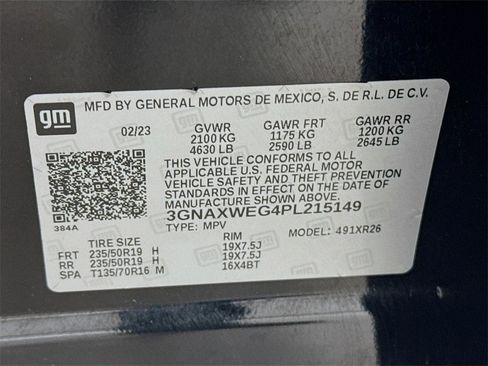 gm
MFD BY GENERAL MOTORS DE MEXICO, S. DE R.L. DE C.V.
02/23 GVWR GAWR FRT GAWR RR
2100 KG 1175 KG 1200 KG
4630 LB 2590 LB 2645 LB
THIS VEHICLE CONFORMS TO ALL
APPLICABLE U.S. FEDERAL MOTOR
VEHICLE SAFETY AND THEFT
PREVENTION STANDARDS IN EFFECT ON
THE DATE OF MANUFACTURE SHOWN ABOVE.
3GNAXWEG4PL215149
384A TYPE: MPV MODEL: 491XR26
TIRE SIZE RIM
FRT 235/50R19 H 19X7.5J
RR 235/50R19 H 19X7.5J
SPA T135/70R16 M 16X4BT